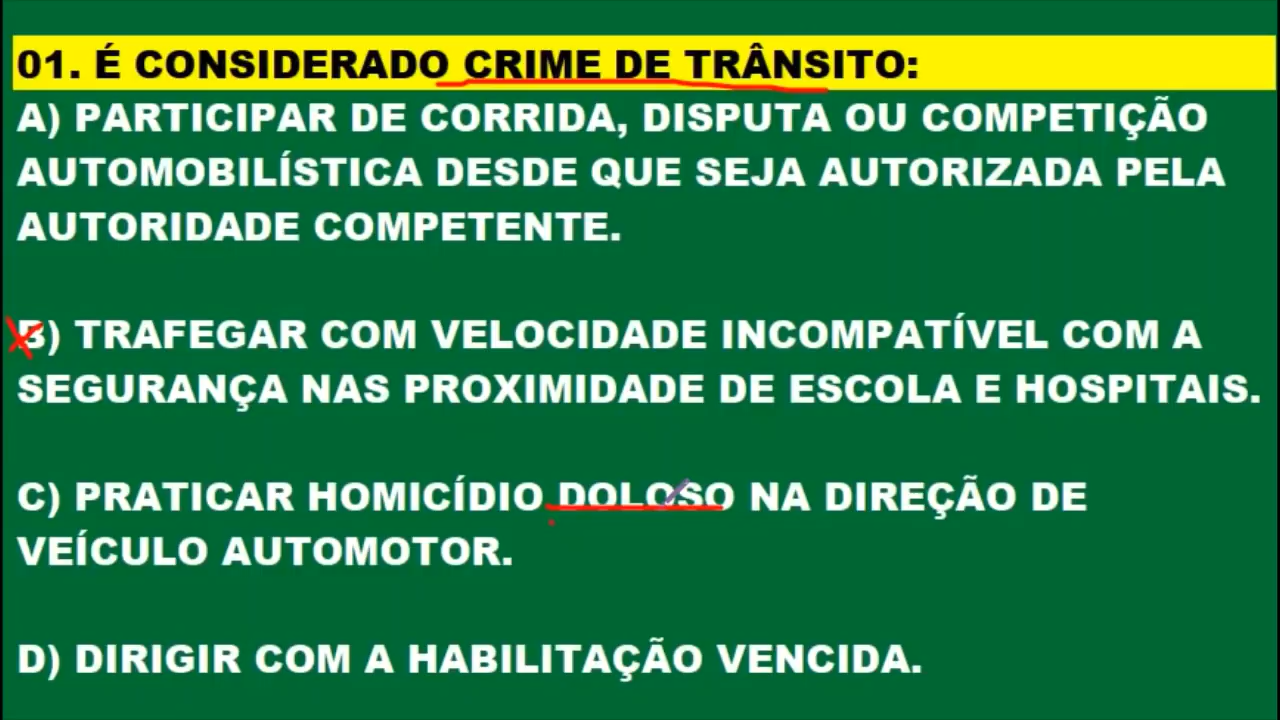 01. É CONSIDERADO CRIME DE TRÂNSITO:
A) PARTICIPAR DE CORRIDA, DISPUTA OU COMPETIÇÃO
AUTOMOBILÍSTICA DESDE QUE SEJA AUTORIZADA PELA
AUTORIDADE COMPETENTE.
B) TRAFEGAR COM VELOCIDADE INCOMPATÍVEL COM A
SEGURANÇA NAS PROXIMIDADE DE ESCOLA E HOSPITAIS.
C) PRATICAR HOMICÍDIO DOLOSO NA DIREÇÃO DE
VEÍCULO AUTOMOTOR.
D) DIRIGIR COM A HABILITAÇÃO VENCIDA.